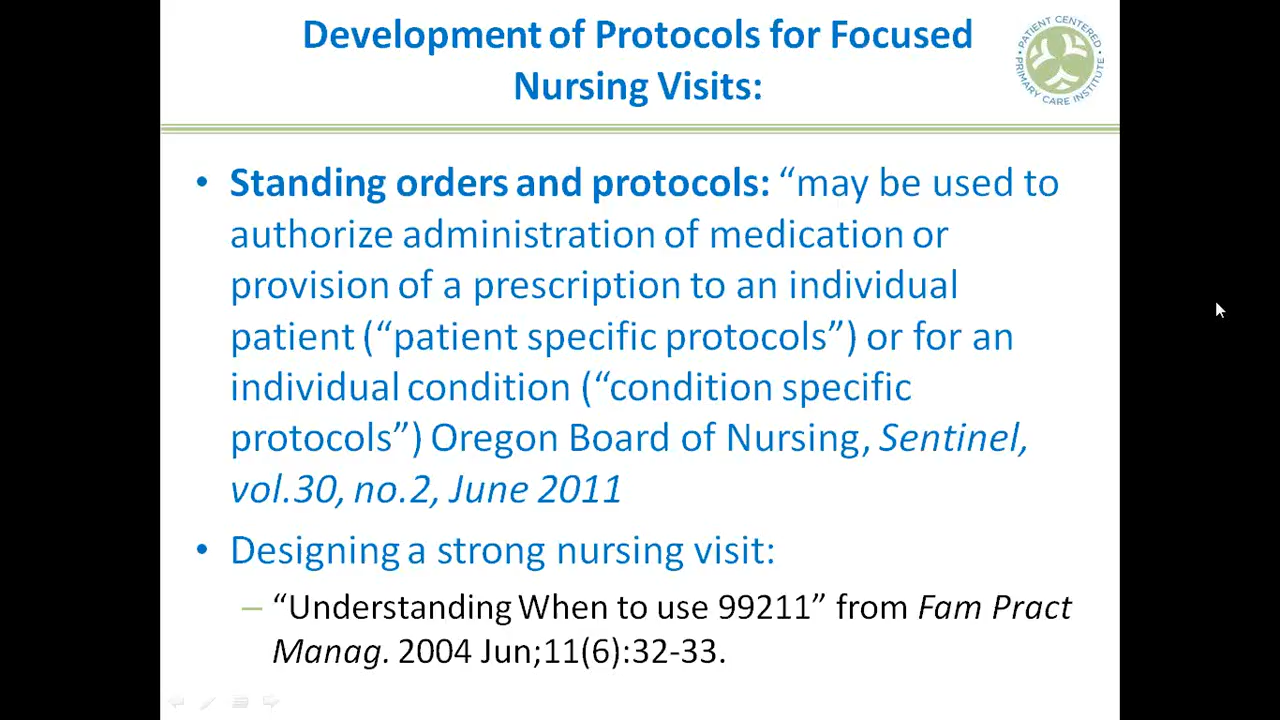 Development of Protocols for Focused
Nursing Visits:
PATIENT CENTERED
PRIMARY CARE INSTITUTE
• Standing orders and protocols: “may be used to
authorize administration of medication or
provision of a prescription to an individual
patient (“patient specific protocols”) or for an
individual condition (“condition specific
protocols”) Oregon Board of Nursing, Sentinel,
vol.30, no.2, June 2011
• Designing a strong nursing visit:
– “Understanding When to use 99211” from Fam Pract
Manag. 2004 Jun;11(6):32-33.